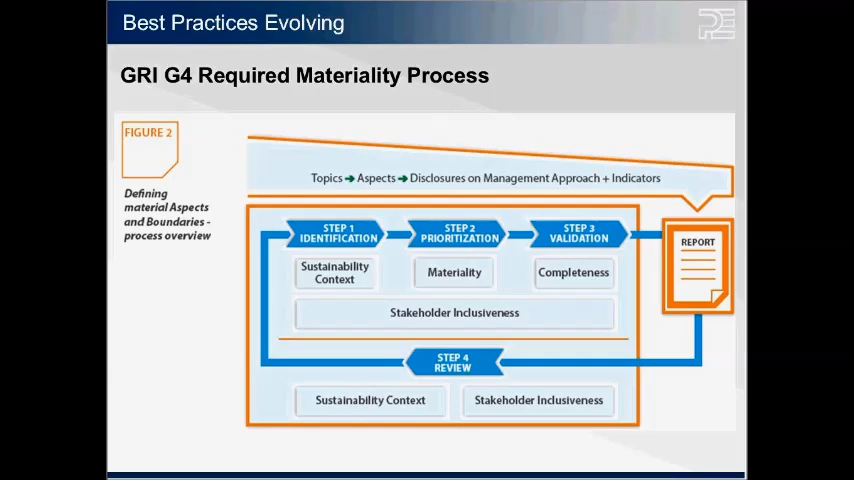 Best Practices Evolving
PE
GRI G4 Required Materiality Process
FIGURE 2
Defining
material Aspects
and Boundaries -
process overview
Topics ➔ Aspects ➔ Disclosures on Management Approach + Indicators
STEP 1
IDENTIFICATION
STEP 2
PRIORITIZATION
STEP 3
VALIDATION
REPORT
Sustainability
Context
Materiality
Completeness
Stakeholder Inclusiveness
STEP 4
REVIEW
Sustainability Context
Stakeholder Inclusiveness